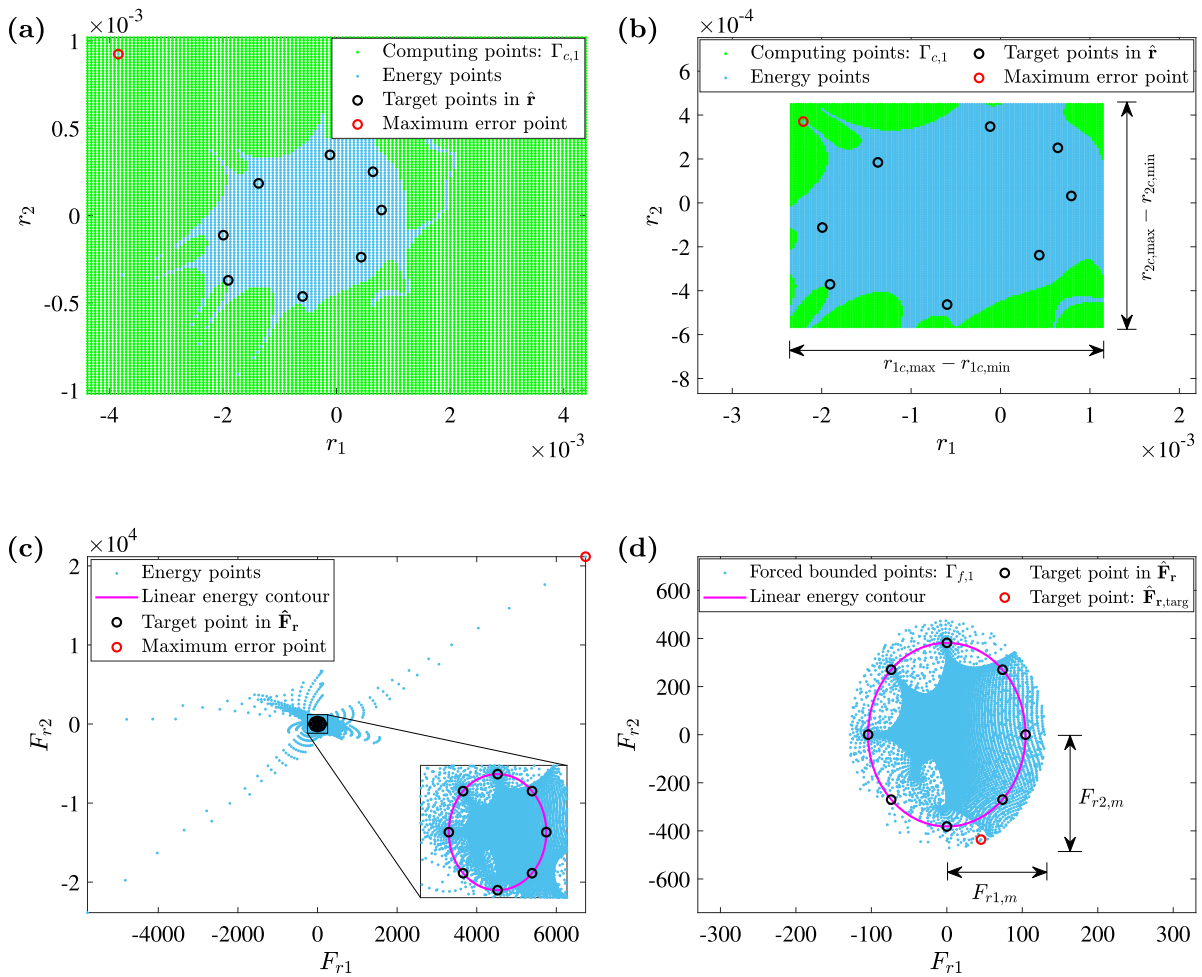 (a)
×10⁻³
Computing points: Γc,1
Energy points
Target points in r̂
Maximum error point
1
0.5
0
-0.5
-1
r2
-4
-2
0
2
4
r1
×10⁻³
(b)
×10⁻⁴
Computing points: Γc,1
Energy points
Target points in r̂
Maximum error point
6
4
2
0
-2
-4
-6
-8
r2
r2c,max − r2c,min
r1c,max − r1c,min
-3
-2
-1
0
1
2
r1
×10⁻³
(c)
×10⁴
Energy points
Linear energy contour
Target point in F̂r
Maximum error point
2
1
0
-1
-2
Fr2
-4000
-2000
0
2000
4000
6000
Fr1
(d)
Forced bounded points: Γf,1
Linear energy contour
Target point in F̂r
Target point: F̂r,targ
600
400
200
0
-200
-400
-600
Fr2
Fr2,m
Fr1,m
-300
-200
-100
0
100
200
300
Fr1